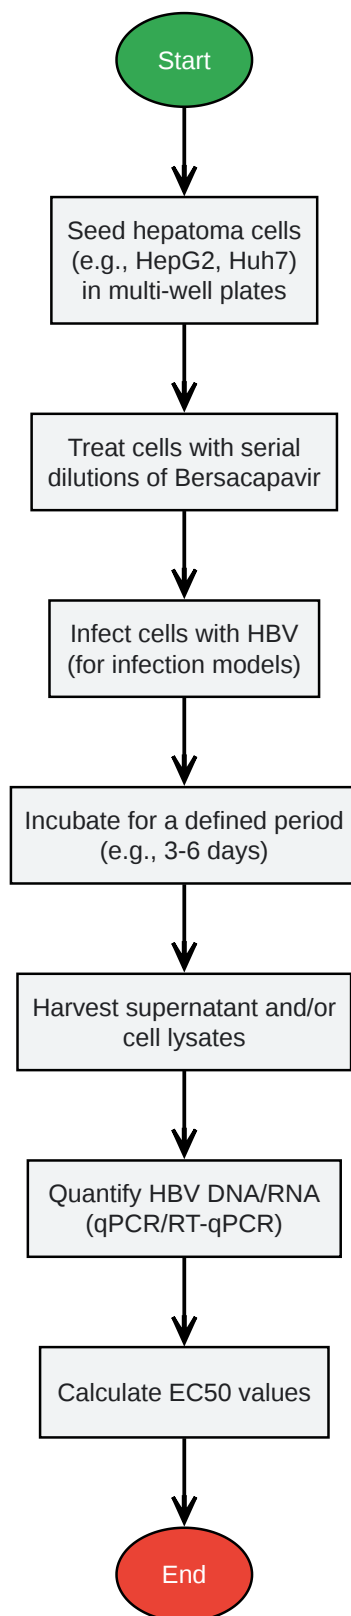 Start
Seed hepatoma cells
(e.g., HepG2, Huh7)
in multi-well plates
Treat cells with serial
dilutions of Bersacapavir
Infect cells with HBV
(for infection models)
Incubate for a defined period
(e.g., 3-6 days)
Harvest supernatant and/or
cell lysates
Quantify HBV DNA/RNA
(qPCR/RT-qPCR)
Calculate EC50 values
End